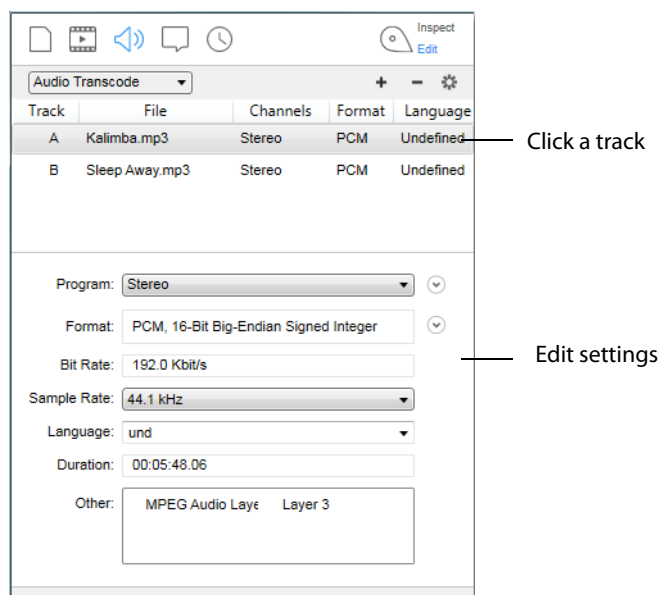 Inspect
Edit
Audio Transcode
Track File Channels Format Language
A Kalimba.mp3 Stereo PCM Undefined
Click a track
B Sleep Away.mp3 Stereo PCM Undefined
Program: Stereo
Format: PCM, 16-Bit Big-Endian Signed Integer
Bit Rate: 192.0 Kbit/s
Edit settings
Sample Rate: 44.1 kHz
Language: und
Duration: 00:05:48.06
Other: MPEG Audio Laye Layer 3